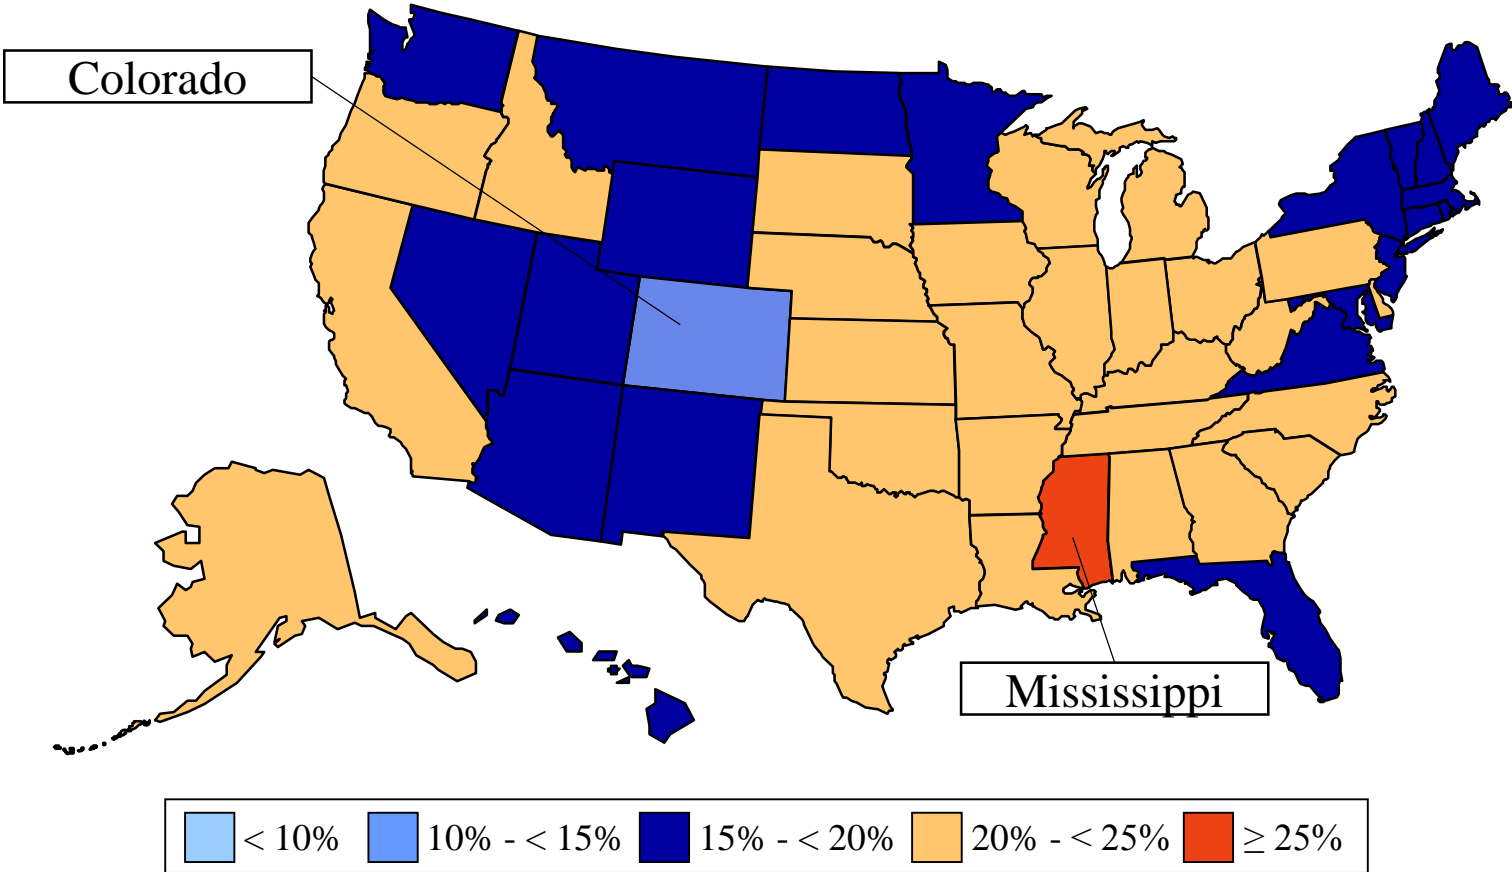 Colorado
Mississippi
< 10%
10% - < 15%
15% - < 20%
20% - < 25%
≥ 25%